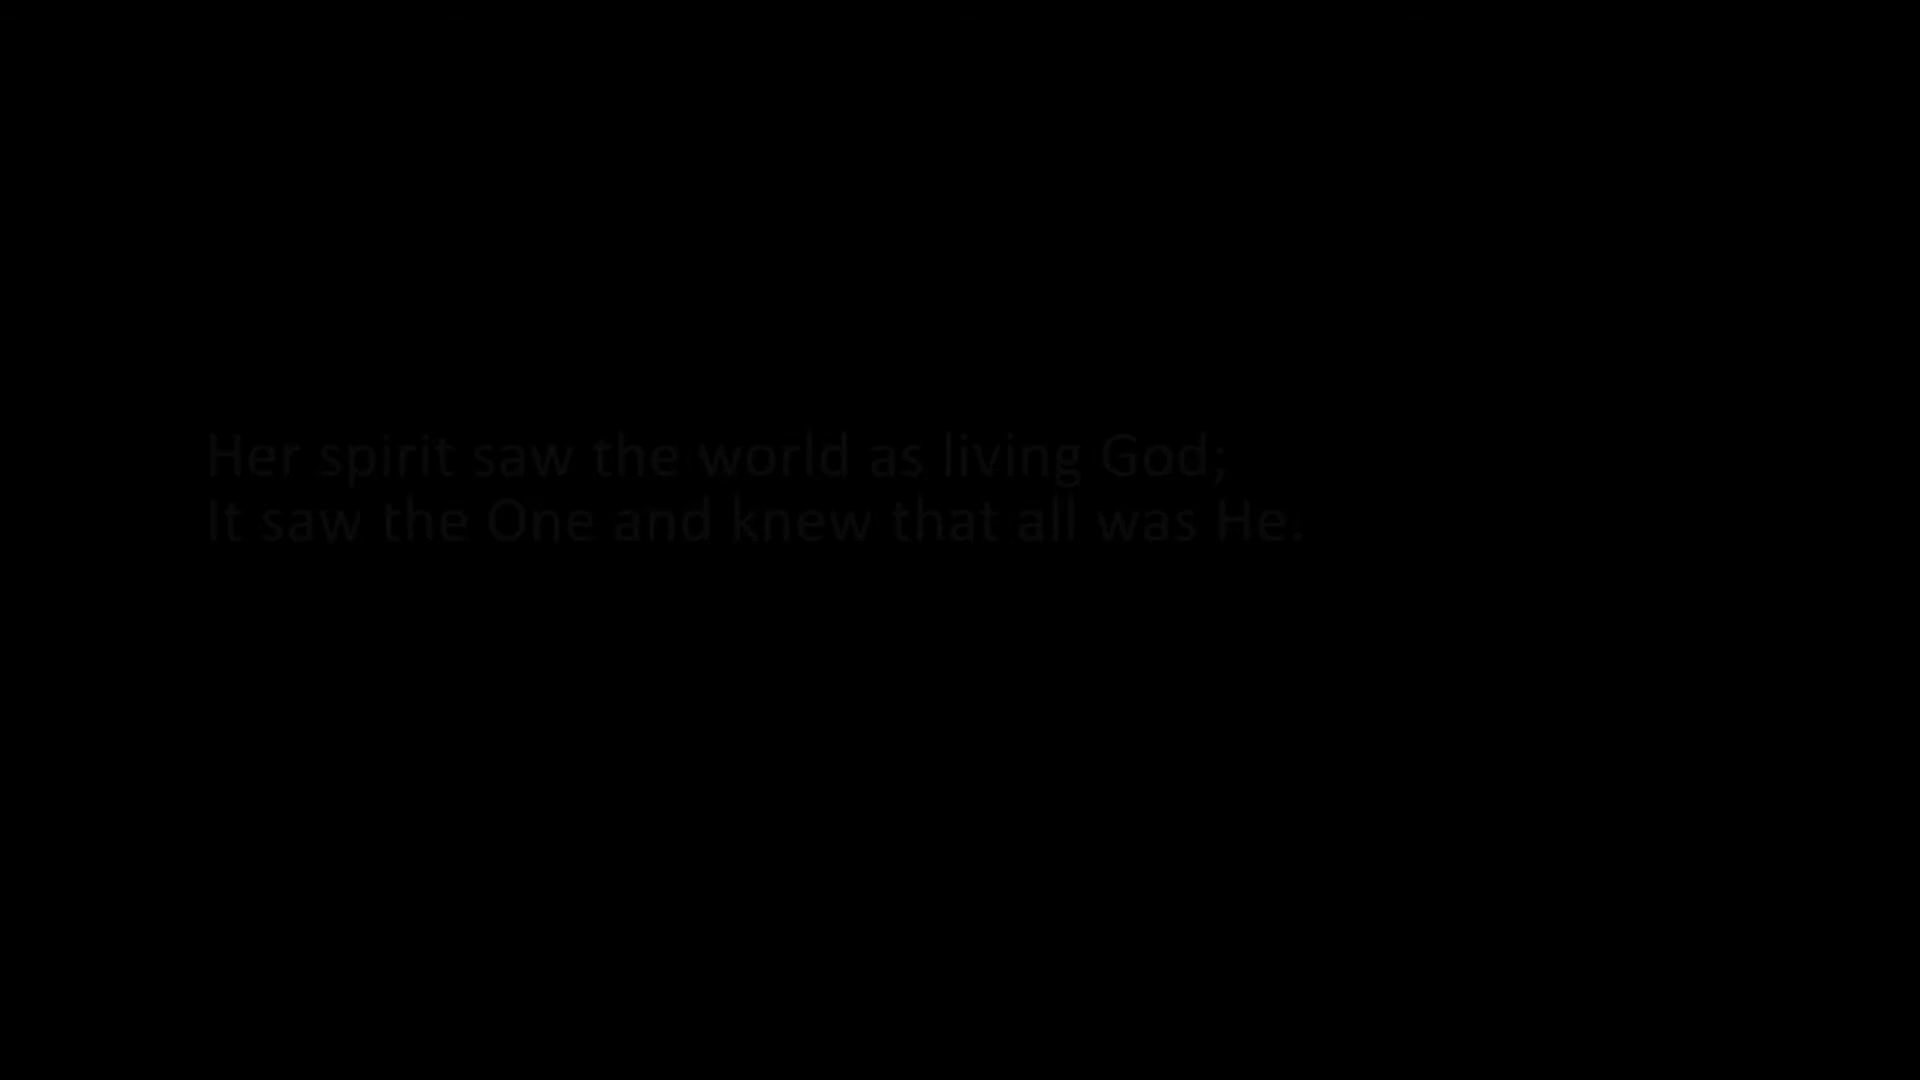 Her spirit saw the world as living God;
It saw the One and knew that all was He.